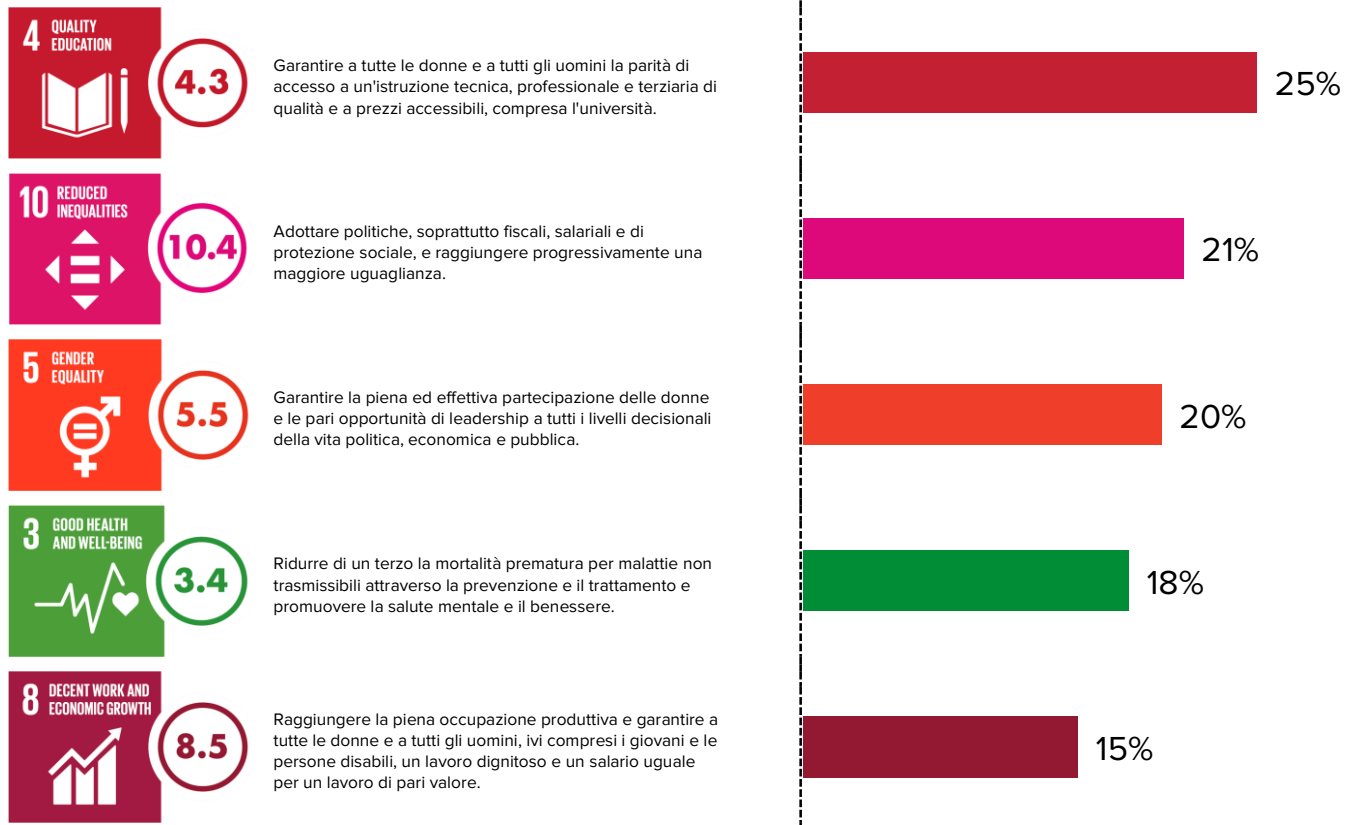 4 QUALITY
EDUCATION
4.3
Garantire a tutte le donne e a tutti gli uomini la parità di
accesso a un'istruzione tecnica, professionale e terziaria di
qualità e a prezzi accessibili, compresa l'università.
25%
10 REDUCED
INEQUALITIES
10.4
Adottare politiche, soprattutto fiscali, salariali e di
protezione sociale, e raggiungere progressivamente una
maggiore uguaglianza.
21%
5 GENDER
EQUALITY
5.5
Garantire la piena ed effettiva partecipazione delle donne
e le pari opportunità di leadership a tutti i livelli decisionali
della vita politica, economica e pubblica.
20%
3 GOOD HEALTH
AND WELL-BEING
3.4
Ridurre di un terzo la mortalità prematura per malattie non
trasmissibili attraverso la prevenzione e il trattamento e
promuovere la salute mentale e il benessere.
18%
8 DECENT WORK AND
ECONOMIC GROWTH
8.5
Raggiungere la piena occupazione produttiva e garantire a
tutte le donne e a tutti gli uomini, ivi compresi i giovani e le
persone disabili, un lavoro dignitoso e un salario uguale
per un lavoro di pari valore.
15%